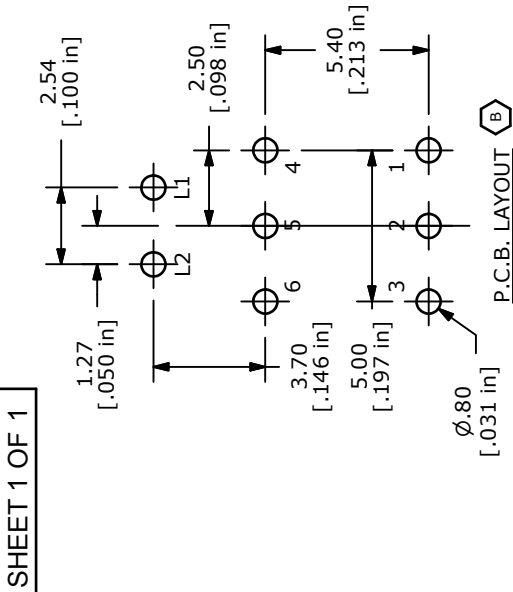 SHEET 1 OF 1
2.54
[.100 in]
1.27
[.050 in]
2.50
[.098 in]
L2
L1
3.70
[.146 in]
6
5
4
5.40
[.213 in]
5.00
[.197 in]
3
2
1
Ø.80
[.031 in]
P.C.B. LAYOUT
B